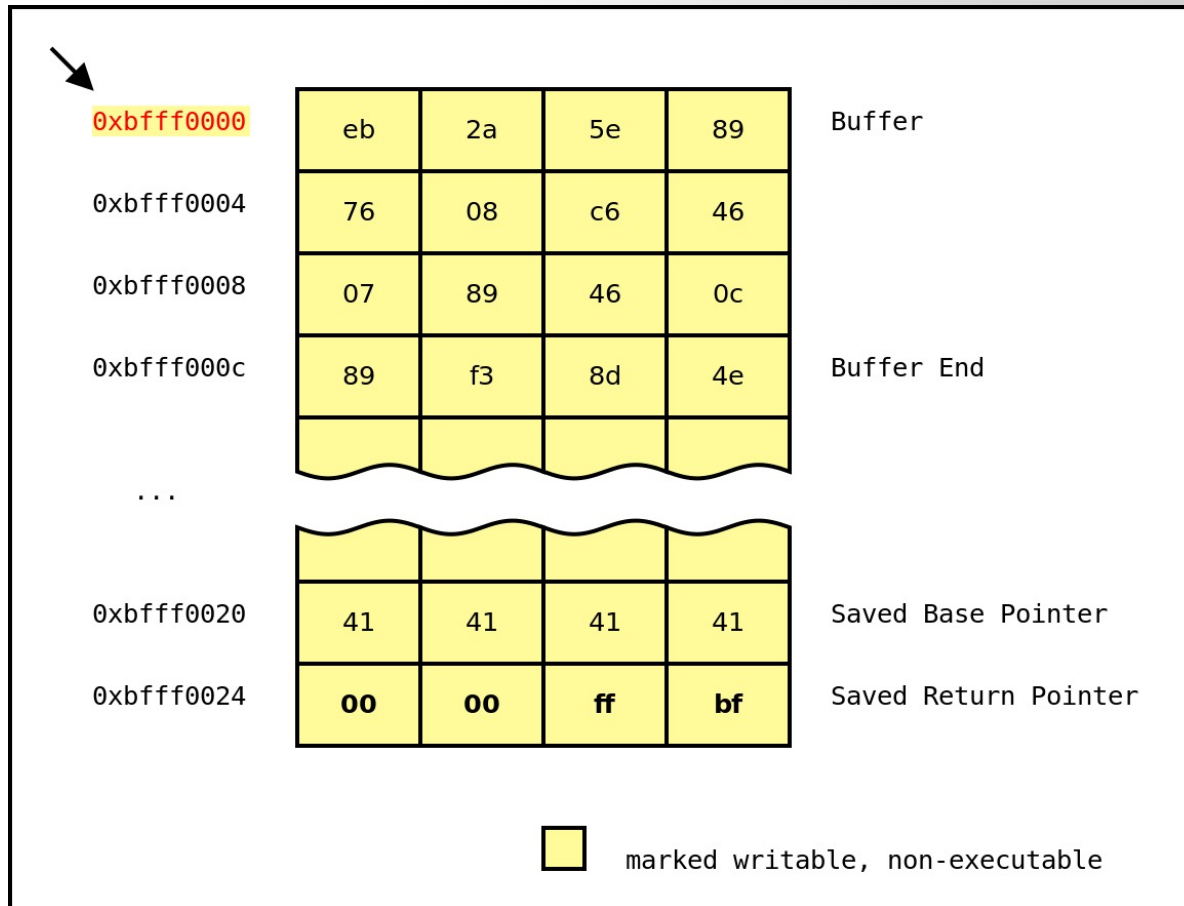 0xbfff0000 eb 2a 5e 89 Buffer
0xbfff0004 76 08 c6 46
0xbfff0008 07 89 46 0c
0xbfff000c 89 f3 8d 4e Buffer End
...
0xbfff0020 41 41 41 41 Saved Base Pointer
0xbfff0024 00 00 ff bf Saved Return Pointer
marked writable, non-executable